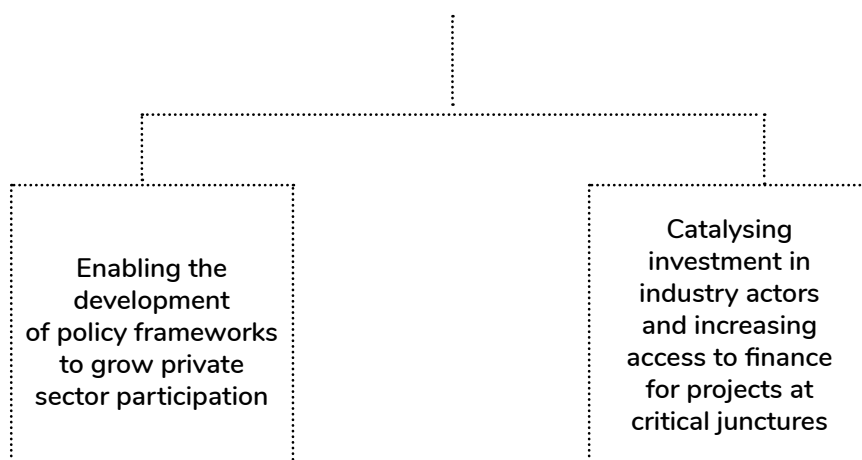 Enabling the
development
of policy frameworks
to grow private
sector participation
Catalysing
investment in
industry actors
and increasing
access to finance
for projects at
critical junctures